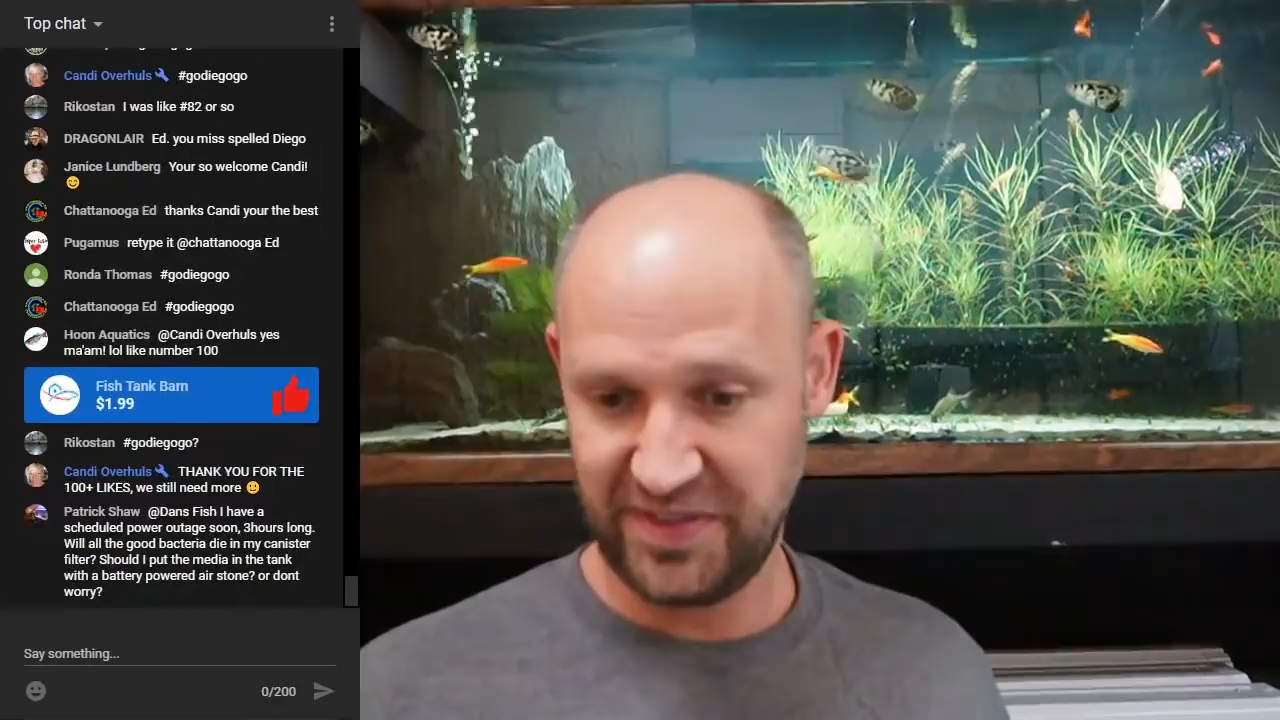 Top chat
Candi Overhuls #godiegogo
Rikostan I was like #82 or so
DRAGONLAIR Ed. you miss spelled Diego
Janice Lundberg Your so welcome Candi!
Chattanooga Ed thanks Candi your the best
Pugamus retype it @chattanooga Ed
Ronda Thomas #godiegogo
Chattanooga Ed #godiegogo
Hoon Aquatics @Candi Overhuls yes
ma'am! lol like number 100
Fish Tank Barn
$1.99
Rikostan #godiegogo?
Candi Overhuls THANK YOU FOR THE
100+ LIKES, we still need more
Patrick Shaw @Dans Fish I have a
scheduled power outage soon, 3hours long.
Will all the good bacteria die in my canister
filter? Should I put the media in the tank
with a battery powered air stone? or dont
worry?
Say something...
0/200